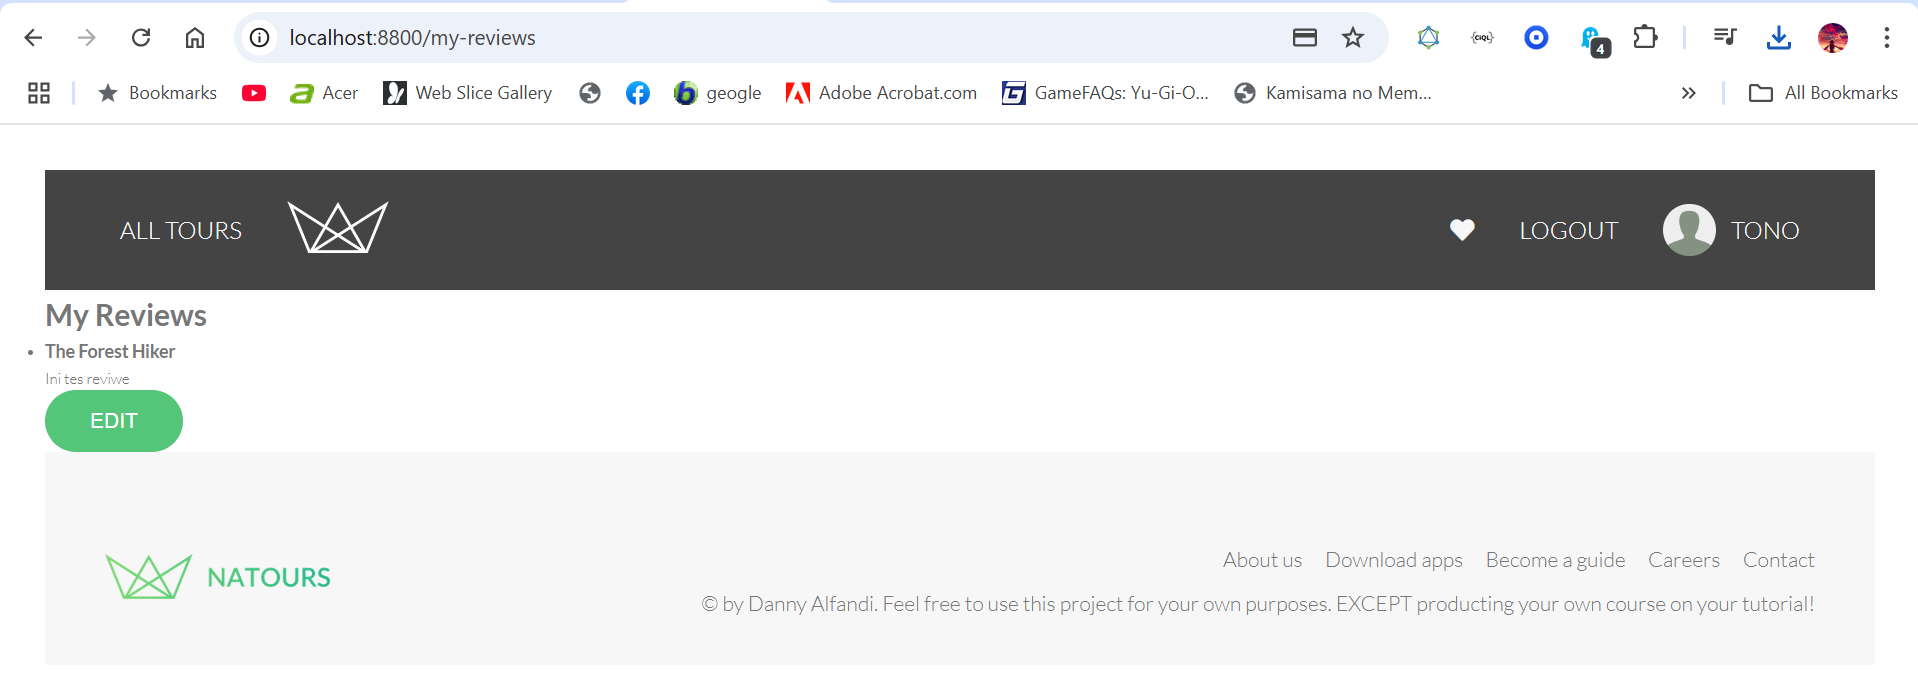 localhost:8800/my-reviews
{CIQL}
4
Bookmarks
Acer
Web Slice Gallery
geogle
Adobe Acrobat.com
GameFAQs: Yu-Gi-O...
Kamisama no Mem...
»
All Bookmarks
ALL TOURS
LOGOUT
TONO
My Reviews
• The Forest Hiker
Ini tes reviwe
EDIT
NATOURS
About us Download apps Become a guide Careers Contact
© by Danny Alfandi. Feel free to use this project for your own purposes. EXCEPT producting your own course on your tutorial!